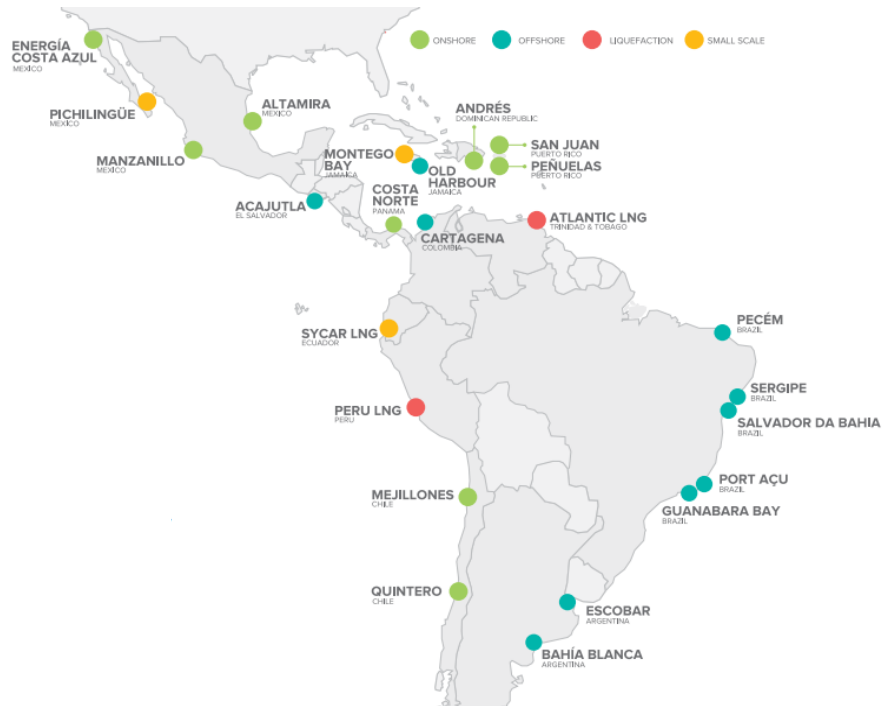 ONSHORE
OFFSHORE
LIQUEFACTION
SMALL SCALE
ENERGÍA
COSTA AZUL
MEXICO
PICHILINGÜE
MEXICO
ALTAMIRA
MEXICO
MANZANILLO
MEXICO
ANDRÉS
DOMINICAN REPUBLIC
SAN JUAN
PUERTO RICO
PEÑUELAS
PUERTO RICO
MONTEGO
BAY
JAMAICA
OLD
HARBOUR
JAMAICA
ACAJUTLA
EL SALVADOR
COSTA
NORTE
PANAMA
CARTAGENA
COLOMBIA
ATLANTIC LNG
TRINIDAD & TOBAGO
SYCAR LNG
ECUADOR
PECÉM
BRAZIL
SERGIPE
BRAZIL
SALVADOR DA BAHIA
BRAZIL
PERU LNG
PERU
PORT AÇU
BRAZIL
GUANABARA BAY
BRAZIL
MEJILLONES
CHILE
QUINTERO
CHILE
ESCOBAR
ARGENTINA
BAHÍA BLANCA
ARGENTINA